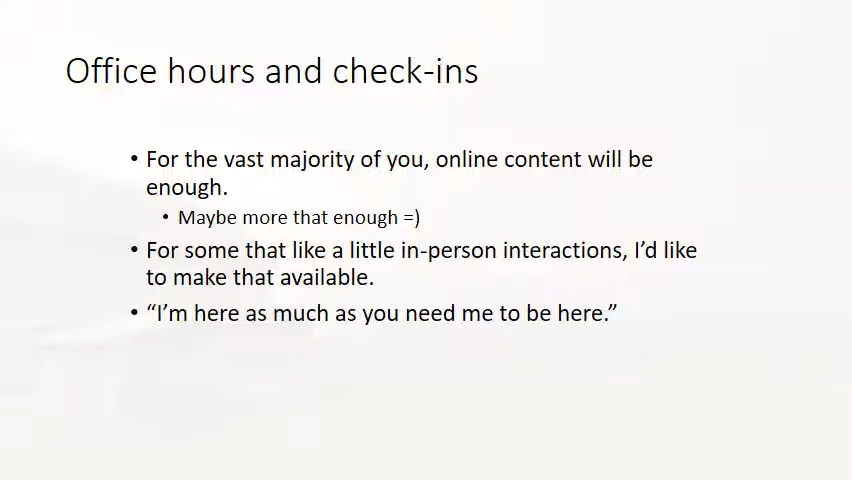 Office hours and check-ins
• For the vast majority of you, online content will be
enough.
• Maybe more that enough =)
• For some that like a little in-person interactions, I’d like
to make that available.
• “I’m here as much as you need me to be here.”